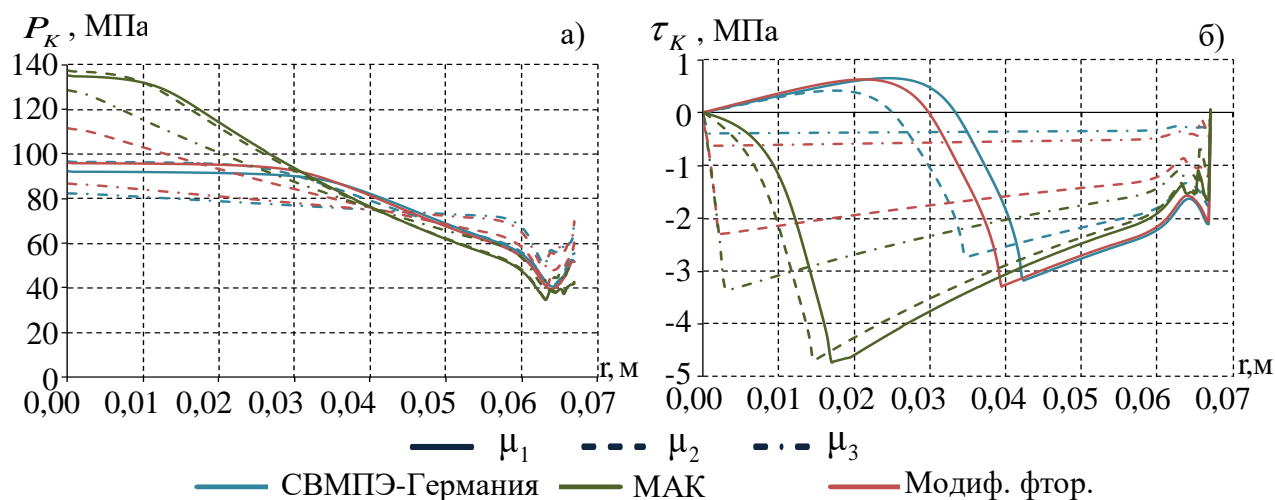 P_K , МПа
а)
140
120
100
80
60
40
20
0
r, м
0,00 0,01 0,02 0,03 0,04 0,05 0,06 0,07
τ_K , МПа
б)
1
0
-1
-2
-3
-4
-5
r,м
0,00 0,01 0,02 0,03 0,04 0,05 0,06 0,07
μ₁ μ₂ μ₃
СВМПЭ-Германия МАК Модиф. фтор.